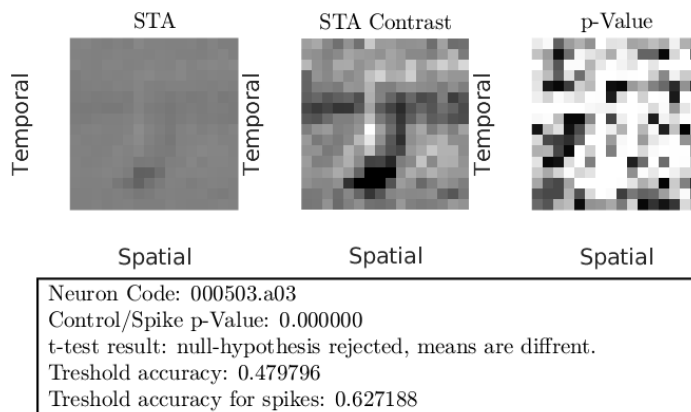 STA
STA Contrast
p-Value
Temporal
Temporal
Temporal
Spatial
Spatial
Spatial
Neuron Code: 000503.a03
Control/Spike p-Value: 0.000000
t-test result: null-hypothesis rejected, means are diffrent.
Treshold accuracy: 0.479796
Treshold accuracy for spikes: 0.627188